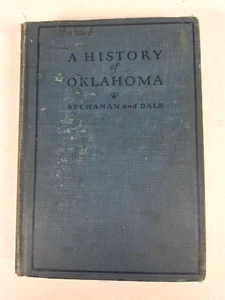 A HISTORY
of
OKLAHOMA
BUCHANAN and DALE